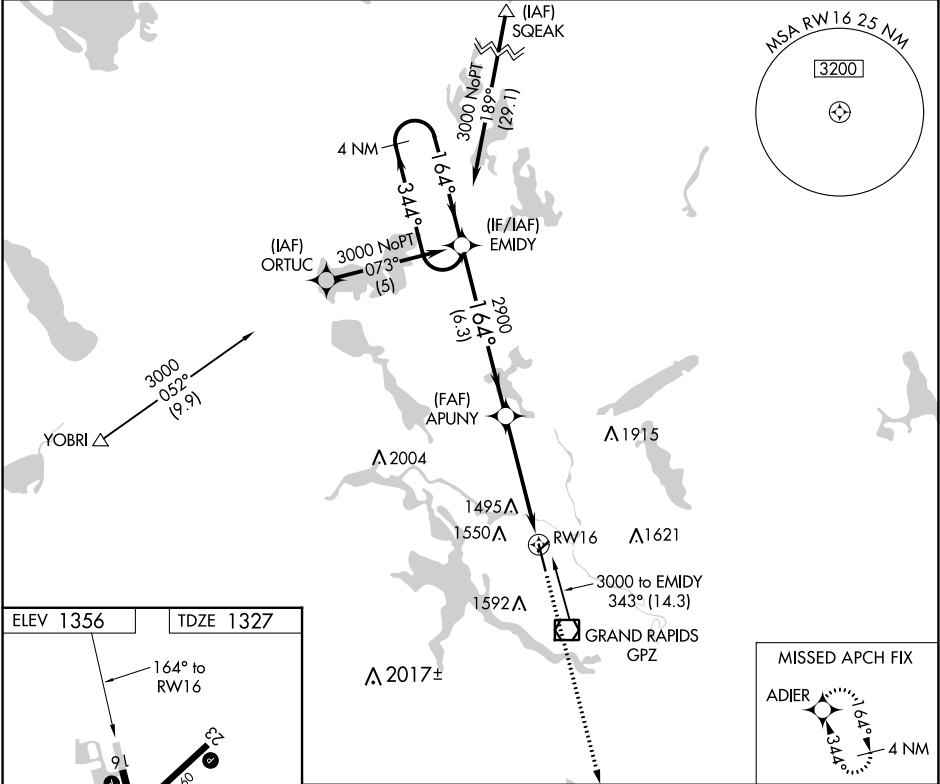 (IAF)
SQEAK
MSA RW16 25 NM
3200
3000 NoPT
189°
(29.1)
4 NM
164°
344°
(IF/IAF)
EMIDY
(IAF)
ORTUC
3000 NoPT
073°
(5)
2900
164°
(6.3)
3000
052°
(9.9)
YOBRI
(FAF)
APUNY
1915
2004
1495
1550
RW16
1621
3000 to EMIDY
343° (14.3)
1592
GRAND RAPIDS
GPZ
2017±
ELEV 1356
TDZE 1327
164° to
RW16
16
23
P
60
MISSED APCH FIX
ADIER
164°
344°
4 NM